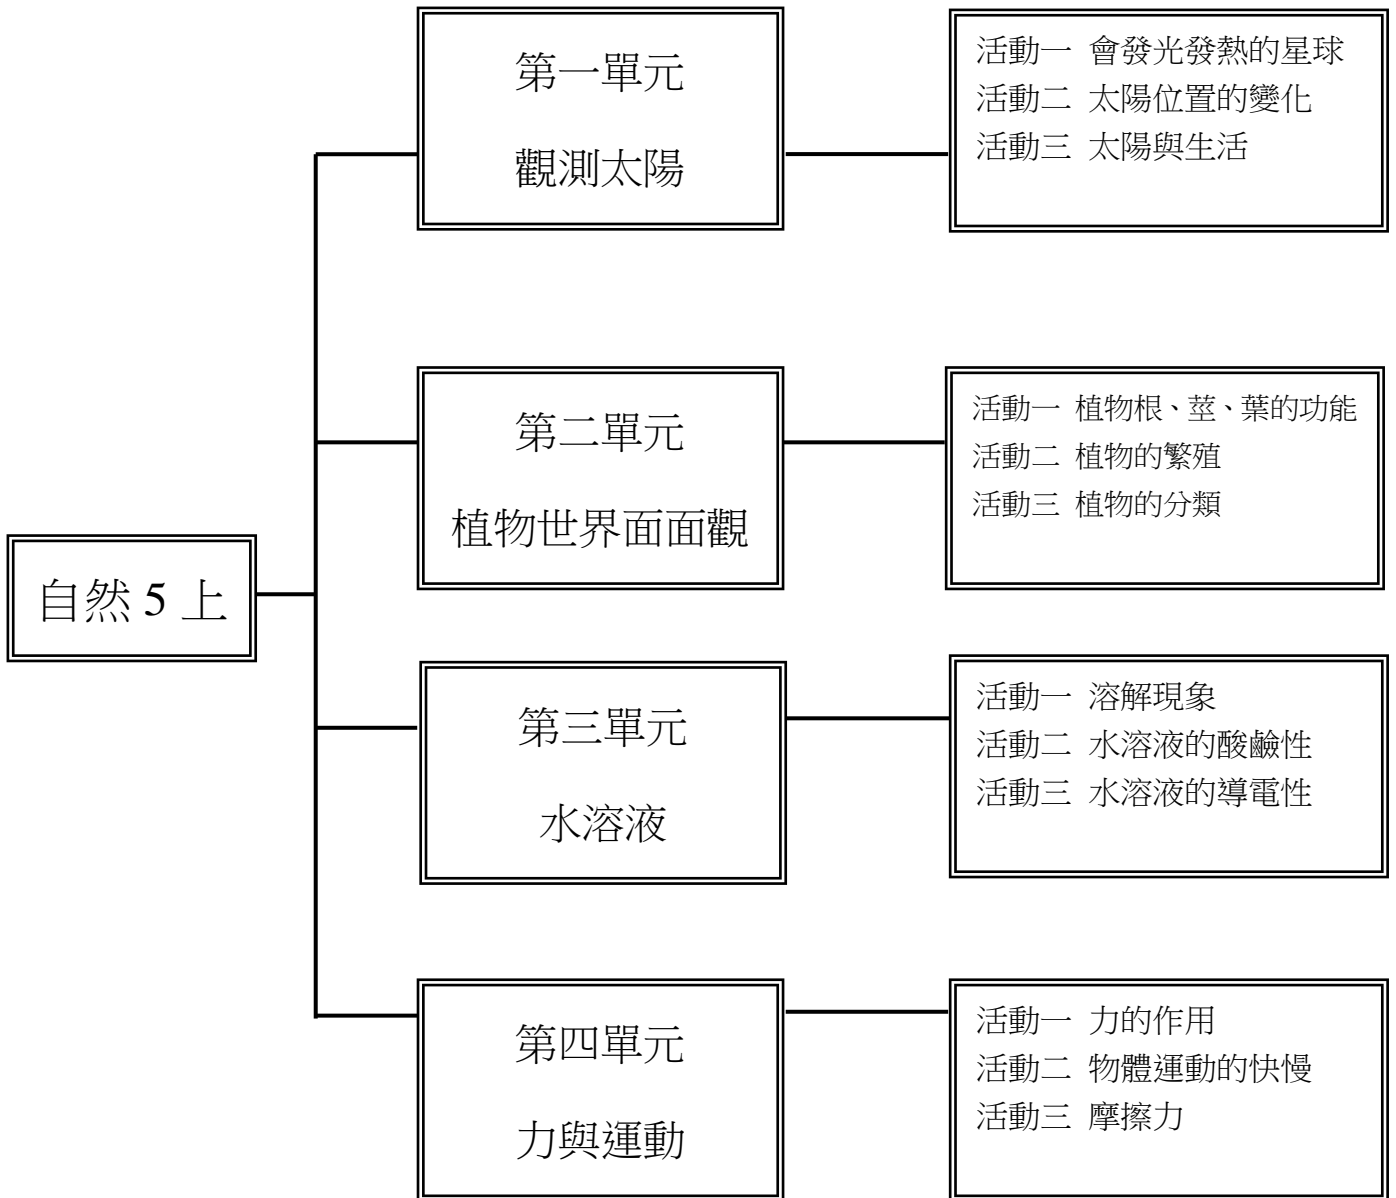 自然 5 上
第一單元
觀測太陽
活動一 會發光發熱的星球
活動二 太陽位置的變化
活動三 太陽與生活
第二單元
植物世界面面觀
活動一 植物根、莖、葉的功能
活動二 植物的繁殖
活動三 植物的分類
第三單元
水溶液
活動一 溶解現象
活動二 水溶液的酸鹼性
活動三 水溶液的導電性
第四單元
力與運動
活動一 力的作用
活動二 物體運動的快慢
活動三 摩擦力